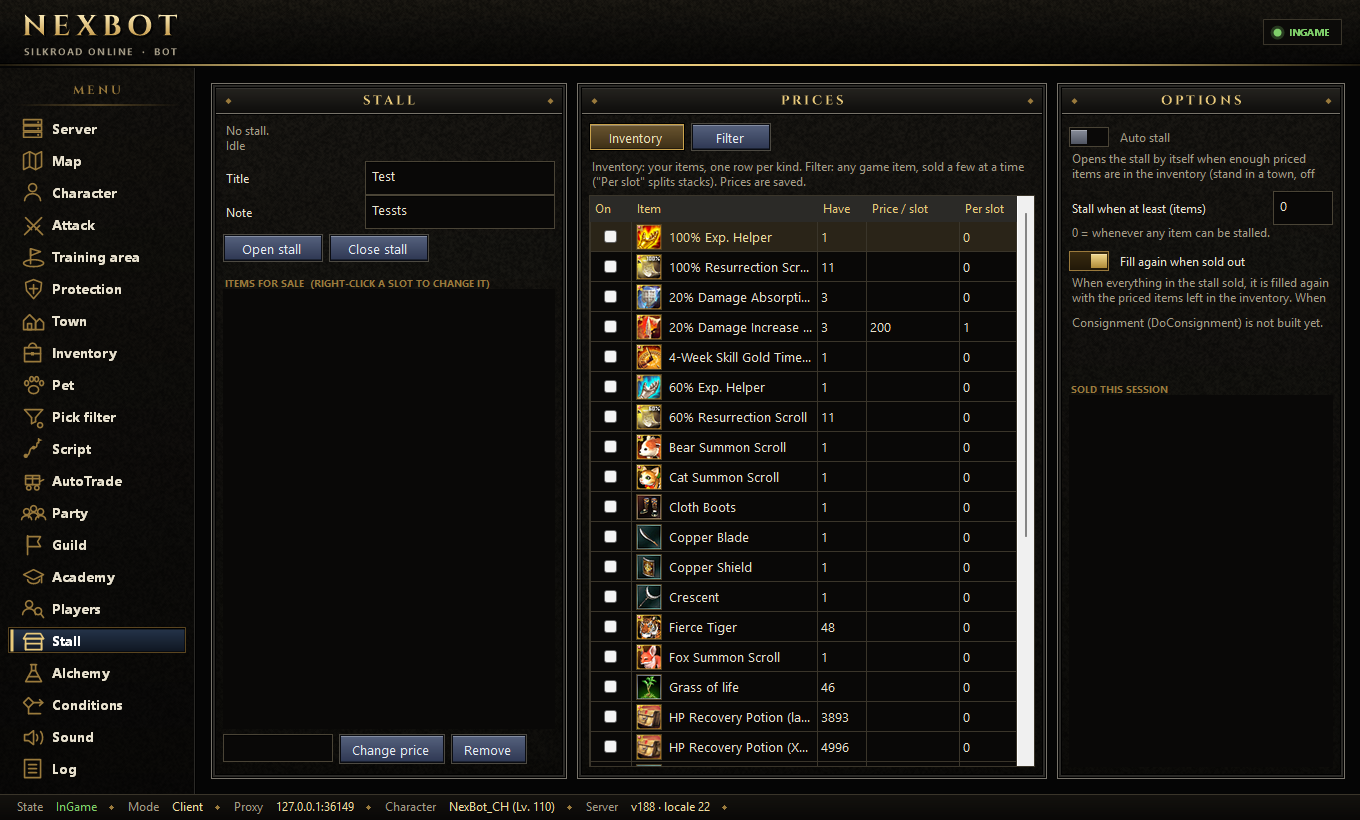 NEXBOT
SILKROAD ONLINE · BOT
INGAME
MENU
Server
Map
Character
Attack
Training area
Protection
Town
Inventory
Pet
Pick filter
Script
AutoTrade
Party
Guild
Academy
Players
Stall
Alchemy
Conditions
Sound
Log
STALL
No stall.
Idle
Title Test
Note Tessts
Open stall Close stall
ITEMS FOR SALE (RIGHT-CLICK A SLOT TO CHANGE IT)
Change price Remove
PRICES
Inventory Filter
Inventory: your items, one row per kind. Filter: any game item, sold a few at a time
("Per slot" splits stacks). Prices are saved.
On Item Have Price / slot Per slot
100% Exp. Helper 1 0
100% Resurrection Scr... 11 0
20% Damage Absorpti... 3 0
20% Damage Increase ... 3 200 1
4-Week Skill Gold Time... 1 0
60% Exp. Helper 1 0
60% Resurrection Scroll 11 0
Bear Summon Scroll 1 0
Cat Summon Scroll 1 0
Cloth Boots 1 0
Copper Blade 1 0
Copper Shield 1 0
Crescent 1 0
Fierce Tiger 48 0
Fox Summon Scroll 1 0
Grass of life 46 0
HP Recovery Potion (la... 3893 0
HP Recovery Potion (X... 4996 0
OPTIONS
Auto stall
Opens the stall by itself when enough priced
items are in the inventory (stand in a town, off
Stall when at least (items) 0
0 = whenever any item can be stalled.
Fill again when sold out
When everything in the stall sold, it is filled again
with the priced items left in the inventory. When
Consignment (DoConsignment) is not built yet.
SOLD THIS SESSION
State InGame Mode Client Proxy 127.0.0.1:36149 Character NexBot_CH (Lv. 110) Server v188 · locale 22